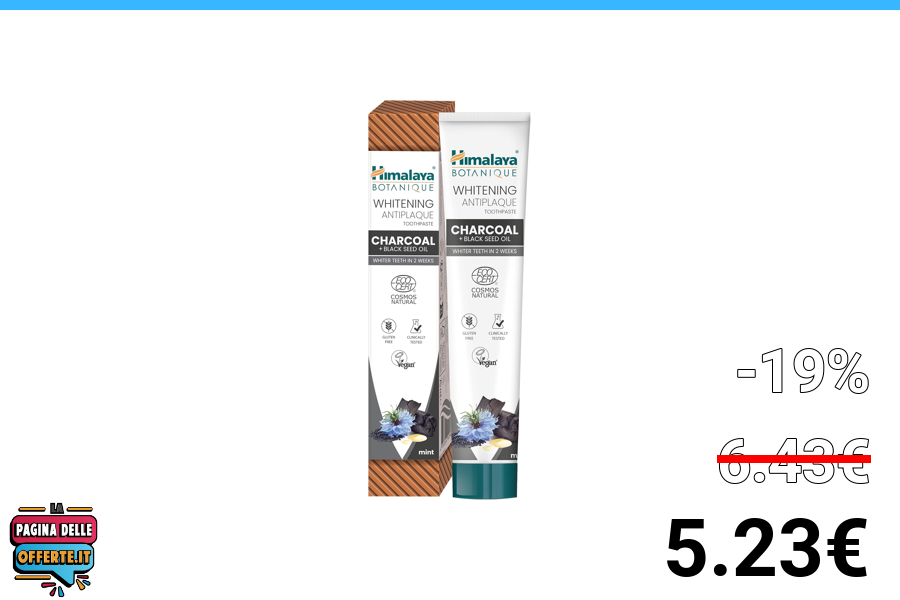 Himalaya
BOTANIQUE
WHITENING
ANTIPLAQUE
TOOTHPASTE
CHARCOAL
+ BLACK SEED OIL
WHITER TEETH IN 2 WEEKS
ECO
CERT
COSMOS
NATURAL
GLUTEN
FREE
CLINICALLY
TESTED
Vegan
mint
Himalaya
BOTANIQUE
WHITENING
ANTIPLAQUE
TOOTHPASTE
CHARCOAL
+ BLACK SEED OIL
WHITER TEETH IN 2 WEEKS
ECO
CERT
COSMOS
NATURAL
GLUTEN
FREE
CLINICALLY
TESTED
Vegan
m
-19%
6.43€
5.23€
LA
PAGINA DELLE
OFFERTE.IT